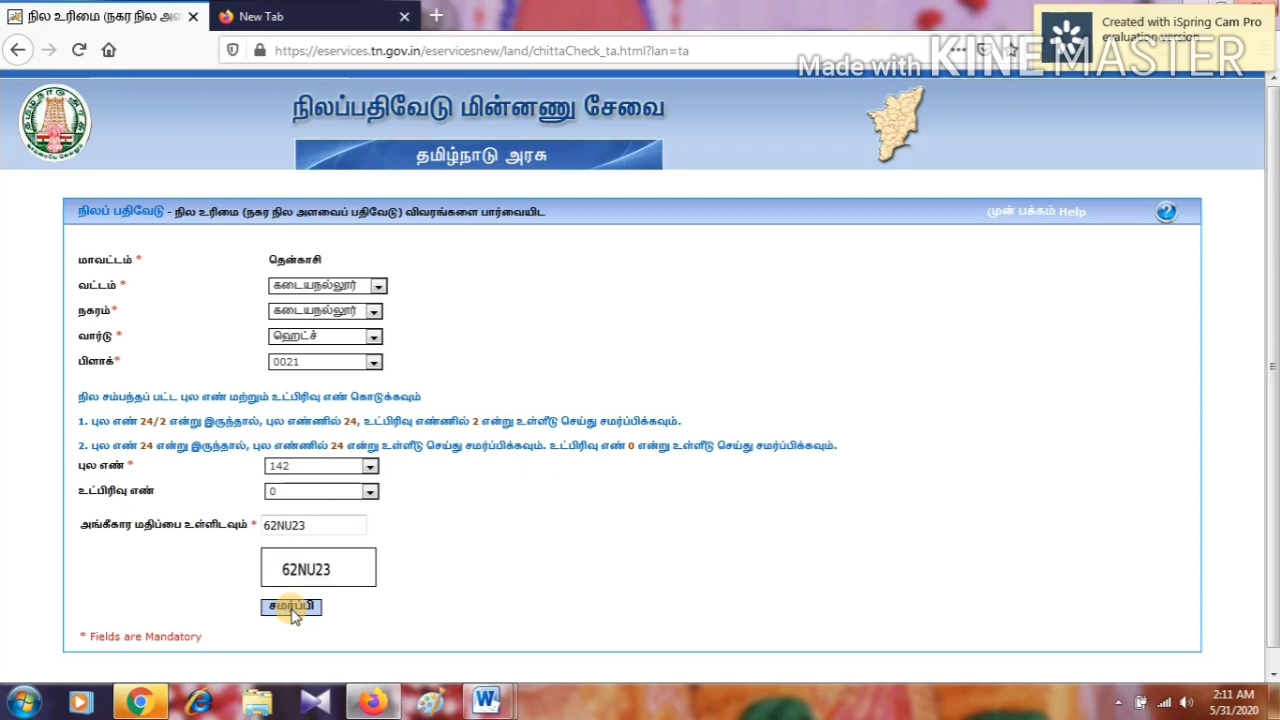 நில உரிமை (நகர நில அள
New Tab
Created with iSpring Cam Pro
evaluation version
https://eservices.tn.gov.in/eservicesnew/land/chittaCheck_ta.html?lan=ta
Made with KINEMASTER
நிலப்பதிவேடு மின்னணு சேவை
தமிழ்நாடு அரசு
நிலப் பதிவேடு - நில உரிமை (நகர நில அளவைப் பதிவேடு) விவரங்களை பார்வையிட
முன் பக்கம் Help
மாவட்டம் * தென்காசி
வட்டம் * கடையநல்லூர்
நகரம்* கடையநல்லூர்
வார்டு * ஹெட்ச்
பிளாக்* 0021
நில சம்பந்தப் பட்ட புல எண் மற்றும் உட்பிரிவு எண் கொடுக்கவும்
1. புல எண் 24/2 என்று இருந்தால், புல எண்ணில் 24, உட்பிரிவு எண்ணில் 2 என்று உள்ளீடு செய்து சமர்ப்பிக்கவும்.
2. புல எண் 24 என்று இருந்தால், புல எண்ணில் 24 என்று உள்ளீடு செய்து சமர்ப்பிக்கவும். உட்பிரிவு எண் 0 என்று உள்ளீடு செய்து சமர்ப்பிக்கவும்.
புல எண் * 142
உட்பிரிவு எண் 0
அங்கீகார மதிப்பை உள்ளிடவும் * 62NU23
62NU23
சமர்ப்பி
* Fields are Mandatory
2:11 AM
5/31/2020